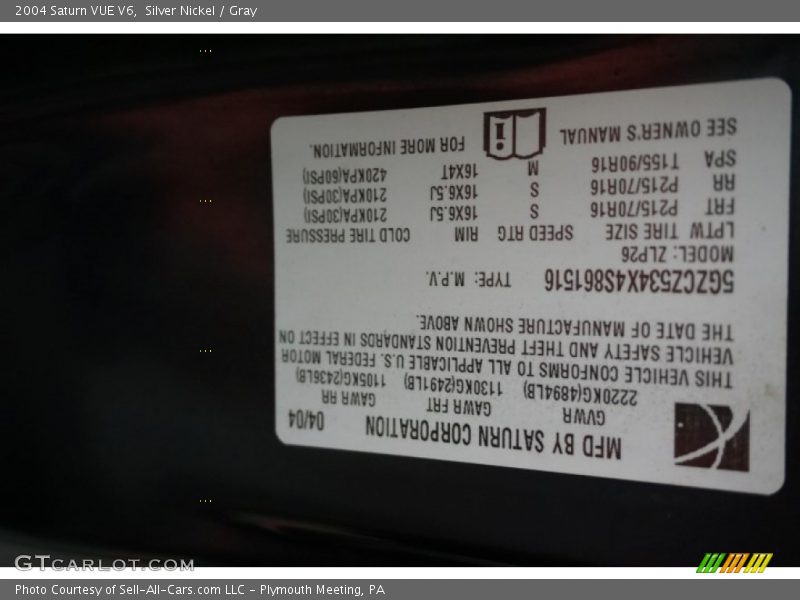 2004 Saturn VUE V6,  Silver Nickel / Gray
MFD BY SATURN CORPORATION 04/04
GVWR GAWR FRT GAWR RR
2220KG(4894LB) 1130KG(2491LB) 1105KG(2436LB)
THIS VEHICLE CONFORMS TO ALL APPLICABLE U.S. FEDERAL MOTOR
VEHICLE SAFETY AND THEFT PREVENTION STANDARDS IN EFFECT ON
THE DATE OF MANUFACTURE SHOWN ABOVE.
5GZCZ534X4S861516 TYPE: M.P.V.
MODEL: ZLP26
LPTW TIRE SIZE SPEED RTG RIM COLD TIRE PRESSURE
FRT P215/70R16 S 16X6.5J 210KPA(30PSI)
RR P215/70R16 S 16X6.5J 210KPA(30PSI)
SPA T155/90R16 M 16X4T 420KPA(60PSI)
SEE OWNER'S MANUAL i FOR MORE INFORMATION.
GTCARLOT.COM
Photo Courtesy of Sell-All-Cars.com LLC - Plymouth Meeting, PA